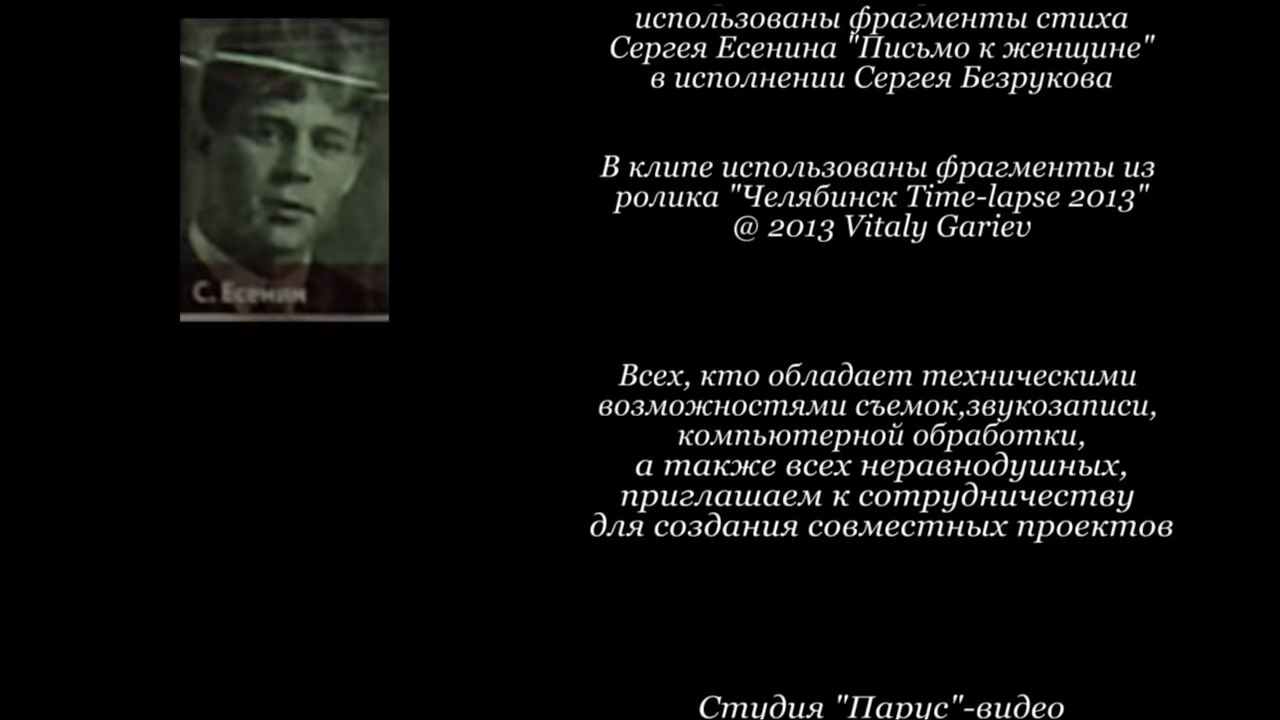 использованы фрагменты стиха
Сергея Есенина "Письмо к женщине"
в исполнении Сергея Безрукова
В клипе использованы фрагменты из
ролика "Челябинск Time-lapse 2013"
@ 2013 Vitaly Gariev
С. Есенин
Всех, кто обладает техническими
возможностями съемок,звукозаписи,
компьютерной обработки,
а также всех неравнодушных,
приглашаем к сотрудничеству
для создания совместных проектов
Студия "Парус"-видео